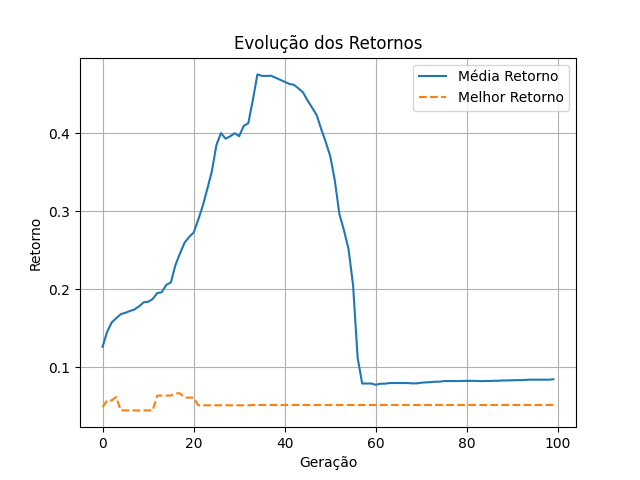 Evolução dos Retornos
Média Retorno
Melhor Retorno
Retorno
0.4
0.3
0.2
0.1
0 20 40 60 80 100
Geração